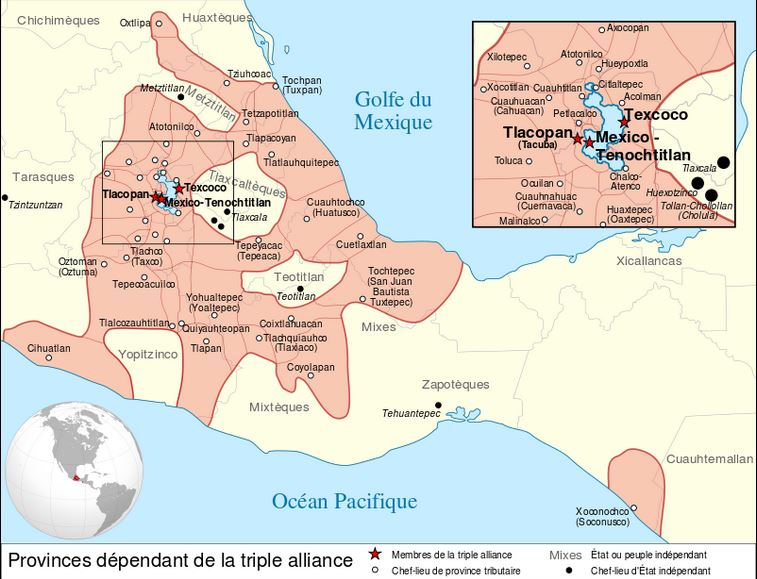 Chichimèques
Huaxtèques
Oxtlipa
Tziuhcoac
Tochpan
(Tuxpan)
Metztitlan
Metztitlan
Tetzapotitlan
Atotonilco
Tlapacoyan
Tlatlauhquitepec
Golfe du
Mexique
Tarasques
Tzintzuntzan
Tlaxcaltèques
Texcoco
Tlacopan
Mexico-Tenochtitlan
Tlaxcala
Cuauhtochco
(Huatusco)
Cuetlaxtlan
Tepeyacac
(Tepeaca)
Tlachco
(Taxco)
Oztoman
(Oztuma)
Tepecoacuilco
Teotitlan
Teotitlan
Tochtepec
(San Juan
Bautista
Tuxtepec)
Yohualtepec
(Yoaltepec)
Tlalcozauhtitlan
Quiyauhteopan
Coixtlahuacan
Tlachquiauhco
(Tlaxiaco)
Tlapan
Coyolapan
Mixes
Cihuatlan
Yopitzinco
Mixtèques
Zapotèques
Tehuantepec
Xicallancas
Cuauhtemallan
Xoconochco
(Soconusco)
Océan Pacifique
Axocopan
Xilotepec
Atotonilco
Hueypoxtla
Xocotitlan
Cuauhtitlan
Citlaltepec
Cuauhuacan
(Cahuacan)
Acolman
Petlacalco
Texcoco
Tlacopan
(Tacuba)
Mexico -
Tenochtitlan
Toluca
Chalco-
Atenco
Tlaxcala
Ocuilan
Huexotzinco
Cuauhnahuac
(Cuernavaca)
Tollan-Chollollan
(Cholula)
Huaxtepec
(Oaxtepec)
Malinalco
Provinces dépendant de la triple alliance
Membres de la triple alliance
Chef-lieu de province tributaire
Mixes
État ou peuple indépendant
Chef-lieu d'État indépendant